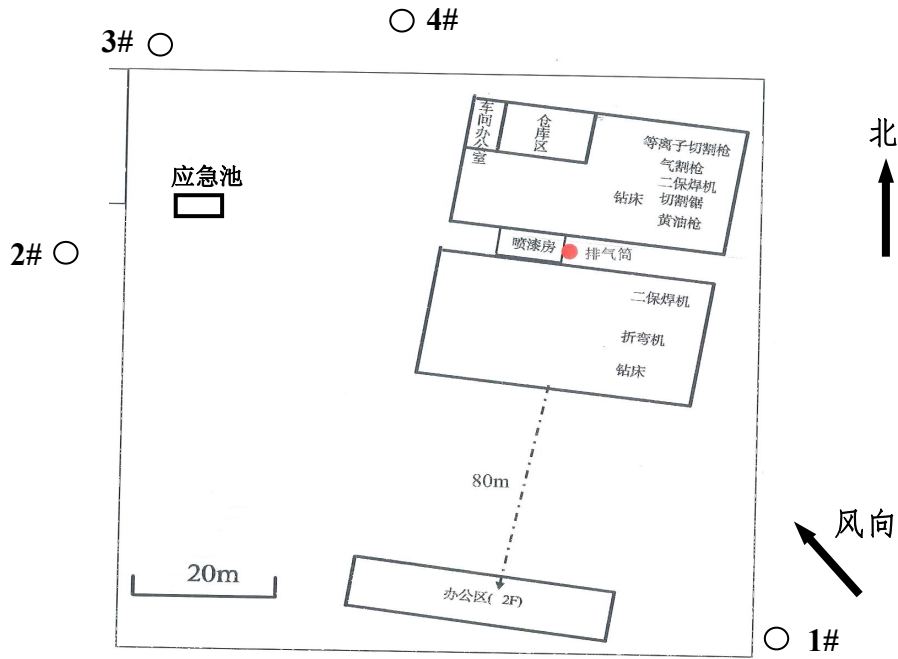 4#
3#
车间办公室
仓库区
等离子切割枪
气割枪
二保焊机
钻床 切割锯
黄油枪
北
应急池
2#
喷漆房
排气筒
二保焊机
折弯机
钻床
80m
风向
20m
办公区( 2F)
1#